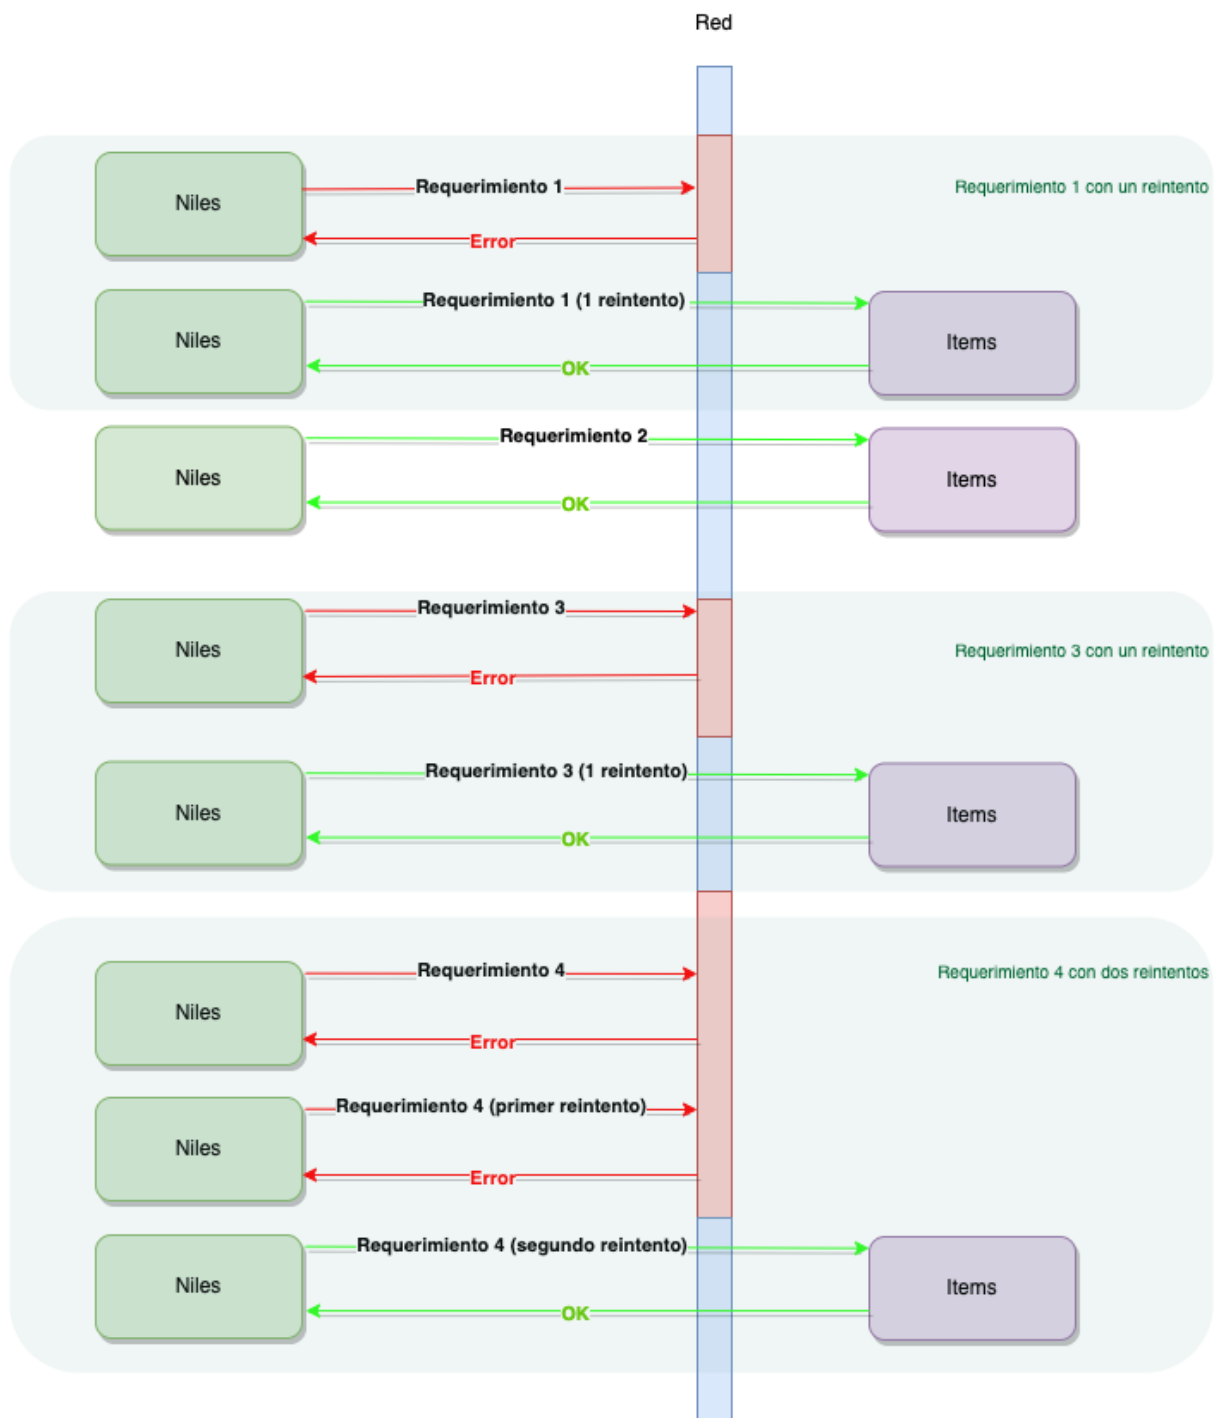 Red
Niles
Requerimiento 1
Requerimiento 1 con un reintento
Error
Niles
Requerimiento 1 (1 reintento)
Items
OK
Niles
Requerimiento 2
Items
OK
Niles
Requerimiento 3
Requerimiento 3 con un reintento
Error
Niles
Requerimiento 3 (1 reintento)
Items
OK
Niles
Requerimiento 4
Requerimiento 4 con dos reintentos
Error
Niles
Requerimiento 4 (primer reintento)
Error
Niles
Requerimiento 4 (segundo reintento)
Items
OK